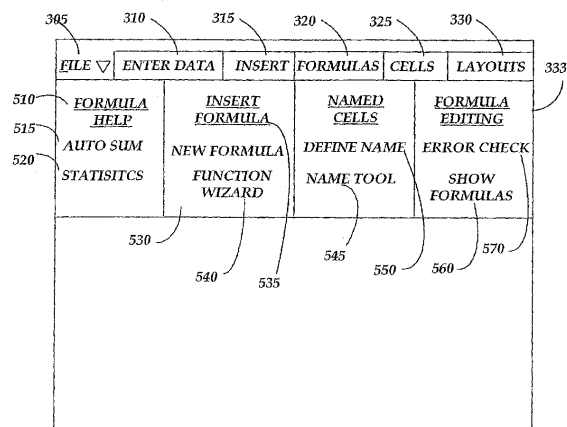 305 310 315 320 325 330
FILE ▽ ENTER DATA INSERT FORMULAS CELLS LAYOUTS
333
510 FORMULA HELP
515 AUTO SUM
520 STATISITCS
INSERT FORMULA
NEW FORMULA
FUNCTION WIZARD
NAMED CELLS
DEFINE NAME
NAME TOOL
FORMULA EDITING
ERROR CHECK
SHOW FORMULAS
530 540 535 545 550 560 570